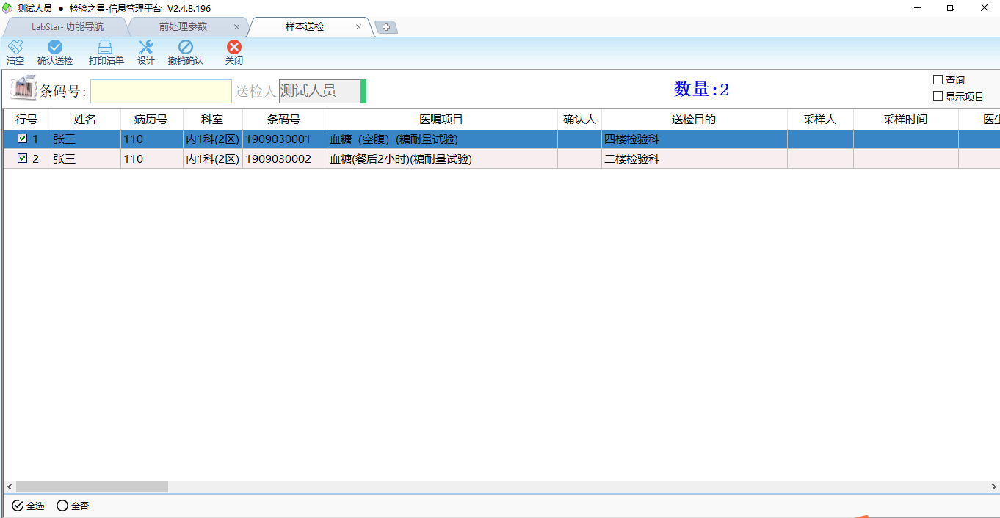 测试人员 ● 检验之星-信息管理平台 V2.4.8.196
LabStar- 功能导航 前处理参数 样本送检
清空 确认送检 打印清单 设计 撤销确认 关闭
条码号: 送检人 测试人员 数量:2 查询
显示项目
行号 姓名 病历号 科室 条码号 医嘱项目 确认人 送检目的 采样人 采样时间 医生
1 张三 110 内1科(2区) 1909030001 血糖（空腹）(糖耐量试验) 四楼检验科
2 张三 110 内1科(2区) 1909030002 血糖(餐后2小时)(糖耐量试验) 二楼检验科
全选 全否